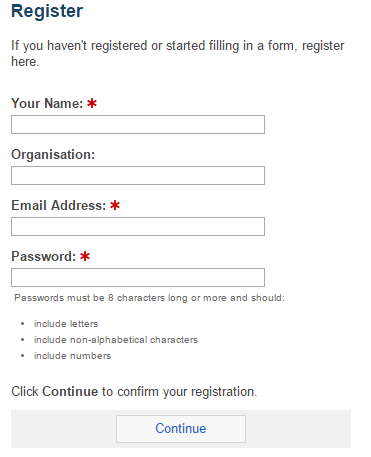 Register
If you haven't registered or started filling in a form, register
here.
Your Name: *
Organisation:
Email Address: *
Password: *
Passwords must be 8 characters long or more and should:
• include letters
• include non-alphabetical characters
• include numbers
Click Continue to confirm your registration.
Continue